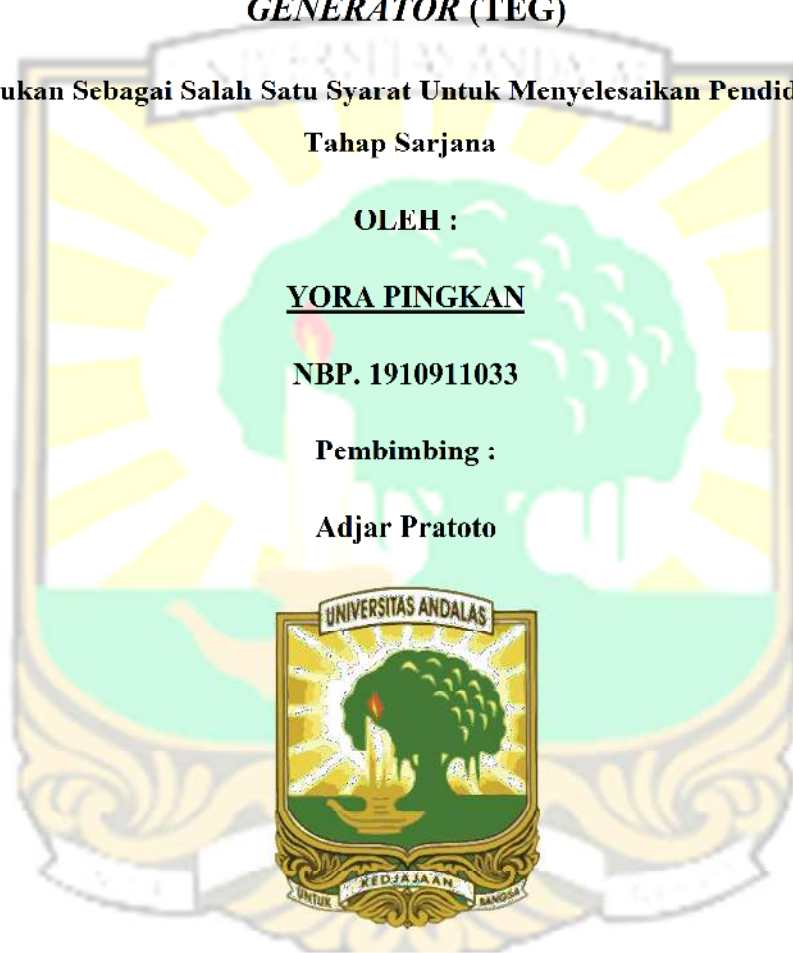 GENERATOR (TEG)
ukan Sebagai Salah Satu Syarat Untuk Menyelesaikan Pendid
Tahap Sarjana
OLEH :
YORA PINGKAN
NBP. 1910911033
Pembimbing :
Adjar Pratoto
UNIVERSITAS ANDALAS
UNTUK KEDJAJAAN BANGSA